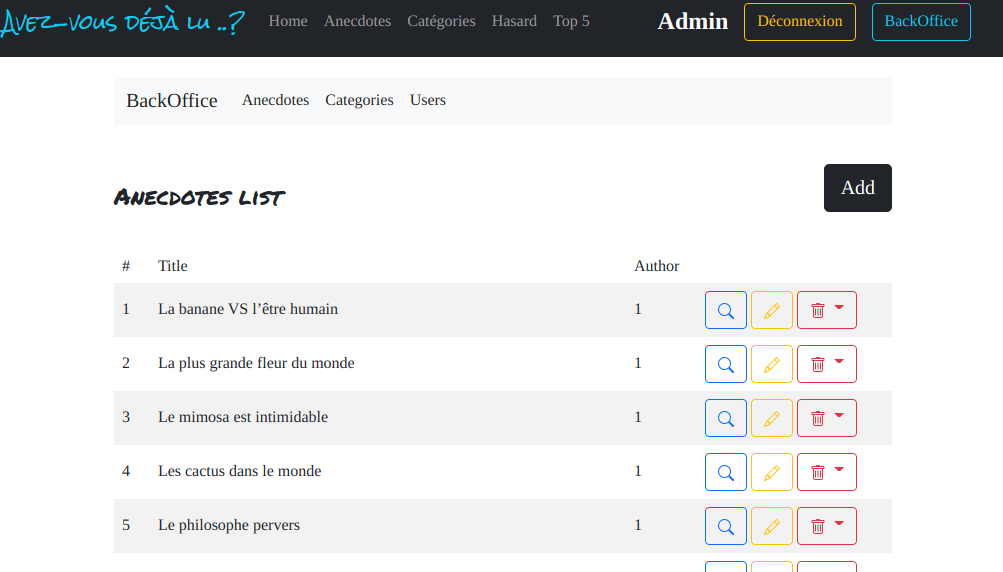 Avez-vous déjà lu ..? Home Anecdotes Catégories Hasard Top 5 Admin Déconnexion BackOffice
BackOffice Anecdotes Categories Users
Anecdotes list Add
# Title Author
1 La banane VS l’être humain 1
2 La plus grande fleur du monde 1
3 Le mimosa est intimidable 1
4 Les cactus dans le monde 1
5 Le philosophe pervers 1